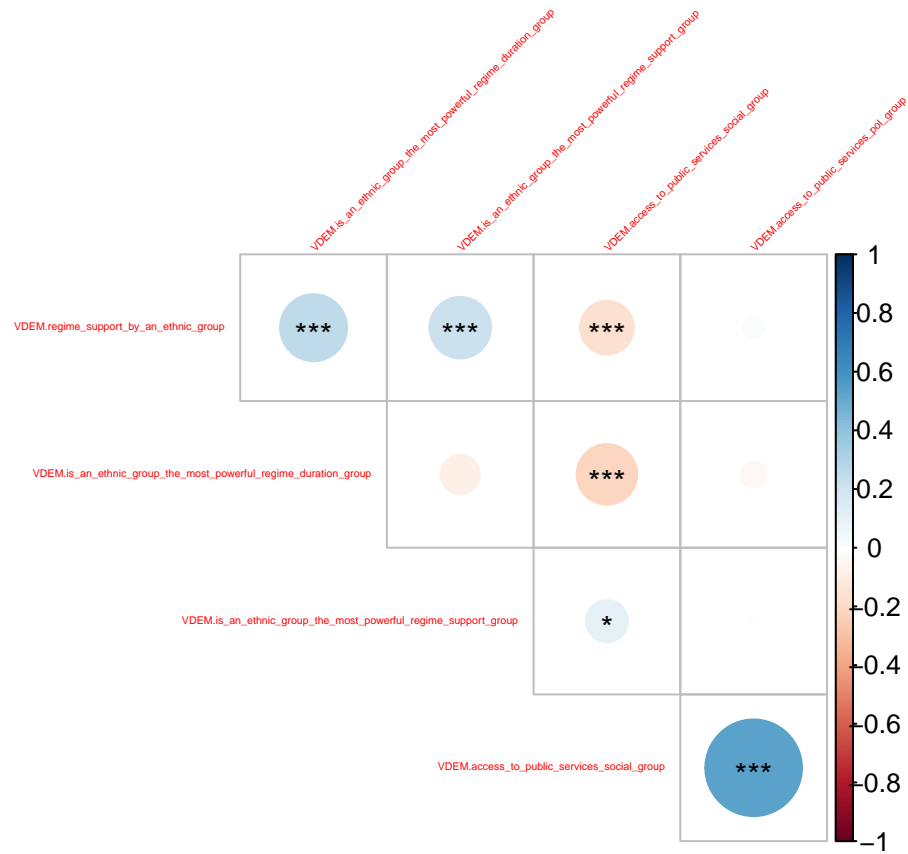 VDEM.is_an_ethnic_group_the_most_powerful_regime_duration_group
VDEM.is_an_ethnic_group_the_most_powerful_regime_support_group
VDEM.access_to_public_services_social_group
VDEM.access_to_public_services_pol_group
VDEM.regime_support_by_an_ethnic_group
*** *** ***
VDEM.is_an_ethnic_group_the_most_powerful_regime_duration_group
***
VDEM.is_an_ethnic_group_the_most_powerful_regime_support_group
*
VDEM.access_to_public_services_social_group
***
1
0.8
0.6
0.4
0.2
0
−0.2
−0.4
−0.6
−0.8
−1